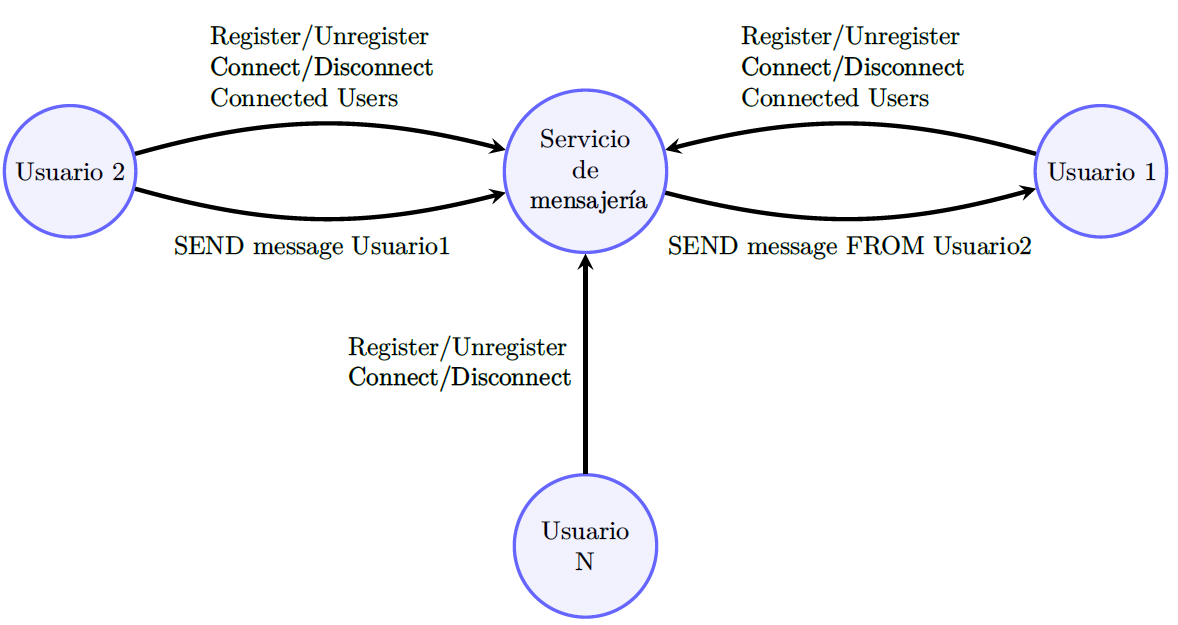 Register/Unregister
Connect/Disconnect
Connected Users
Register/Unregister
Connect/Disconnect
Connected Users
Usuario 2
Servicio
de
mensajería
Usuario 1
SEND message Usuario1
SEND message FROM Usuario2
Register/Unregister
Connect/Disconnect
Usuario
N